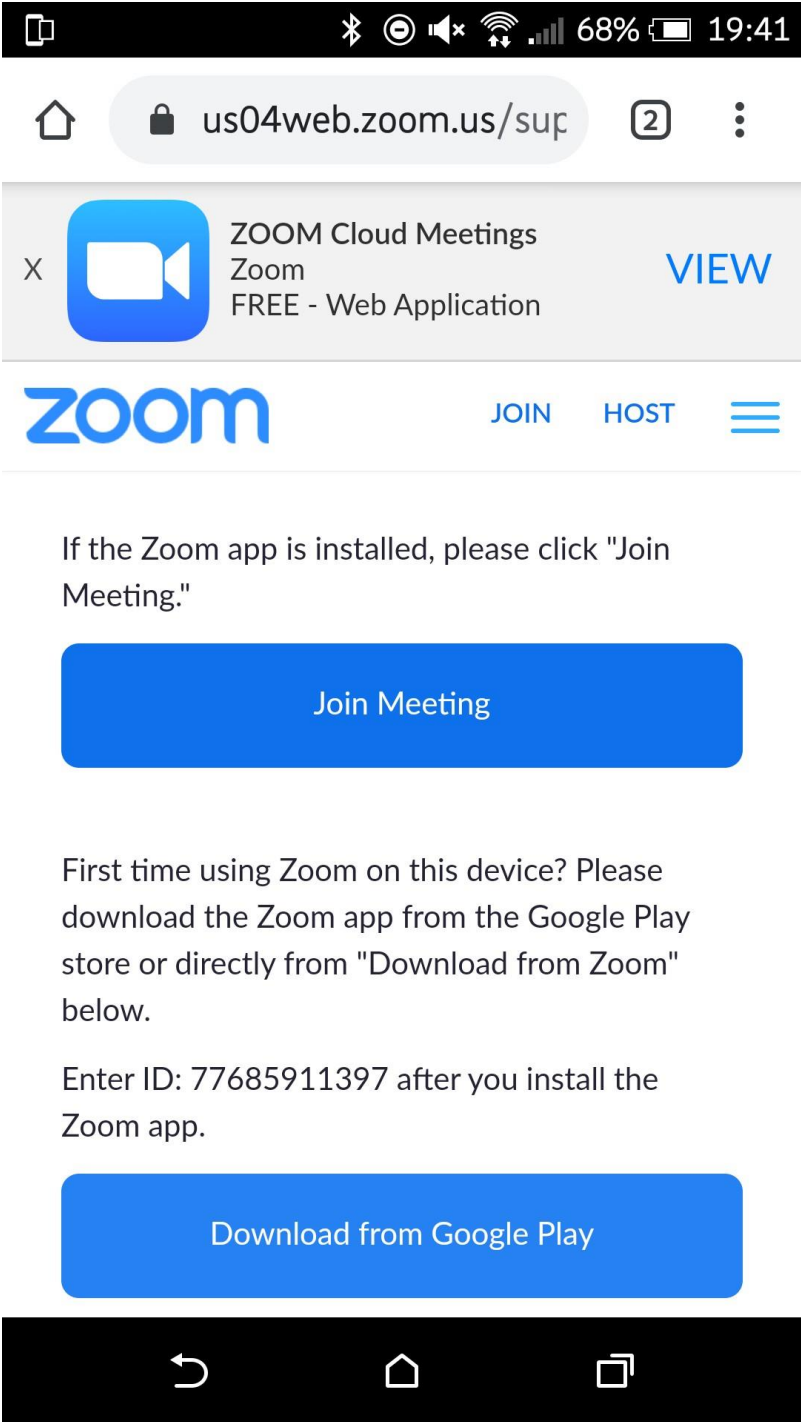 68% 19:41
us04web.zoom.us/sup 2
ZOOM Cloud Meetings
X Zoom VIEW
FREE - Web Application
zoom JOIN HOST
If the Zoom app is installed, please click "Join
Meeting."
Join Meeting
First time using Zoom on this device? Please
download the Zoom app from the Google Play
store or directly from "Download from Zoom"
below.
Enter ID: 77685911397 after you install the
Zoom app.
Download from Google Play